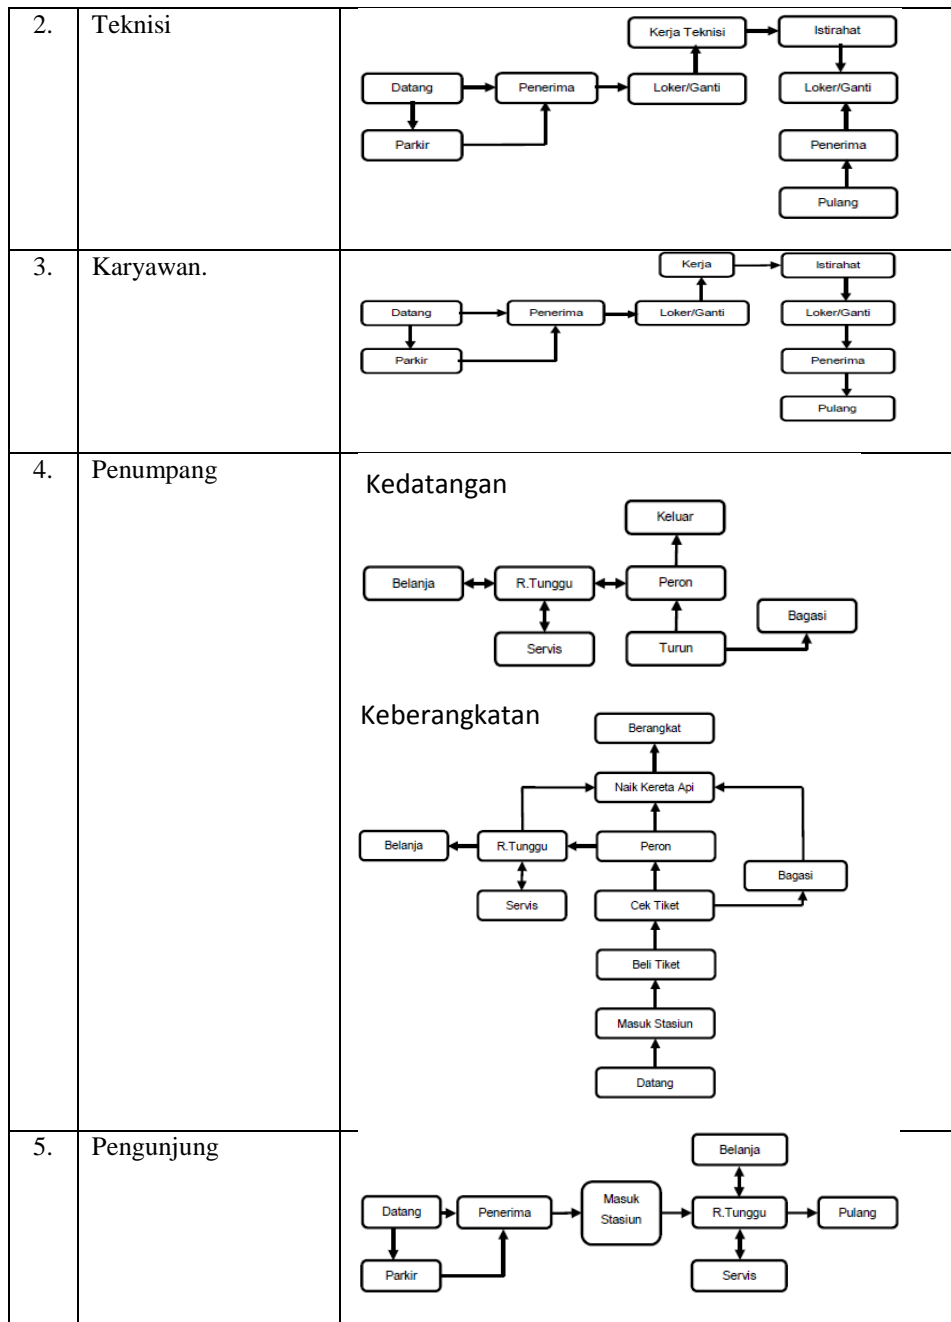 2.
Teknisi
Kerja Teknisi
Istirahat
Datang
Penerima
Loker/Ganti
Loker/Ganti
Parkir
Penerima
Pulang
3.
Karyawan.
Kerja
Istirahat
Datang
Penerima
Loker/Ganti
Loker/Ganti
Parkir
Penerima
Pulang
4.
Penumpang
Kedatangan
Keluar
Belanja
R.Tunggu
Peron
Bagasi
Servis
Turun
Keberangkatan
Berangkat
Naik Kereta Api
Belanja
R.Tunggu
Peron
Bagasi
Servis
Cek Tiket
Beli Tiket
Masuk Stasiun
Datang
5.
Pengunjung
Belanja
Datang
Penerima
Masuk
Stasiun
R.Tunggu
Pulang
Parkir
Servis